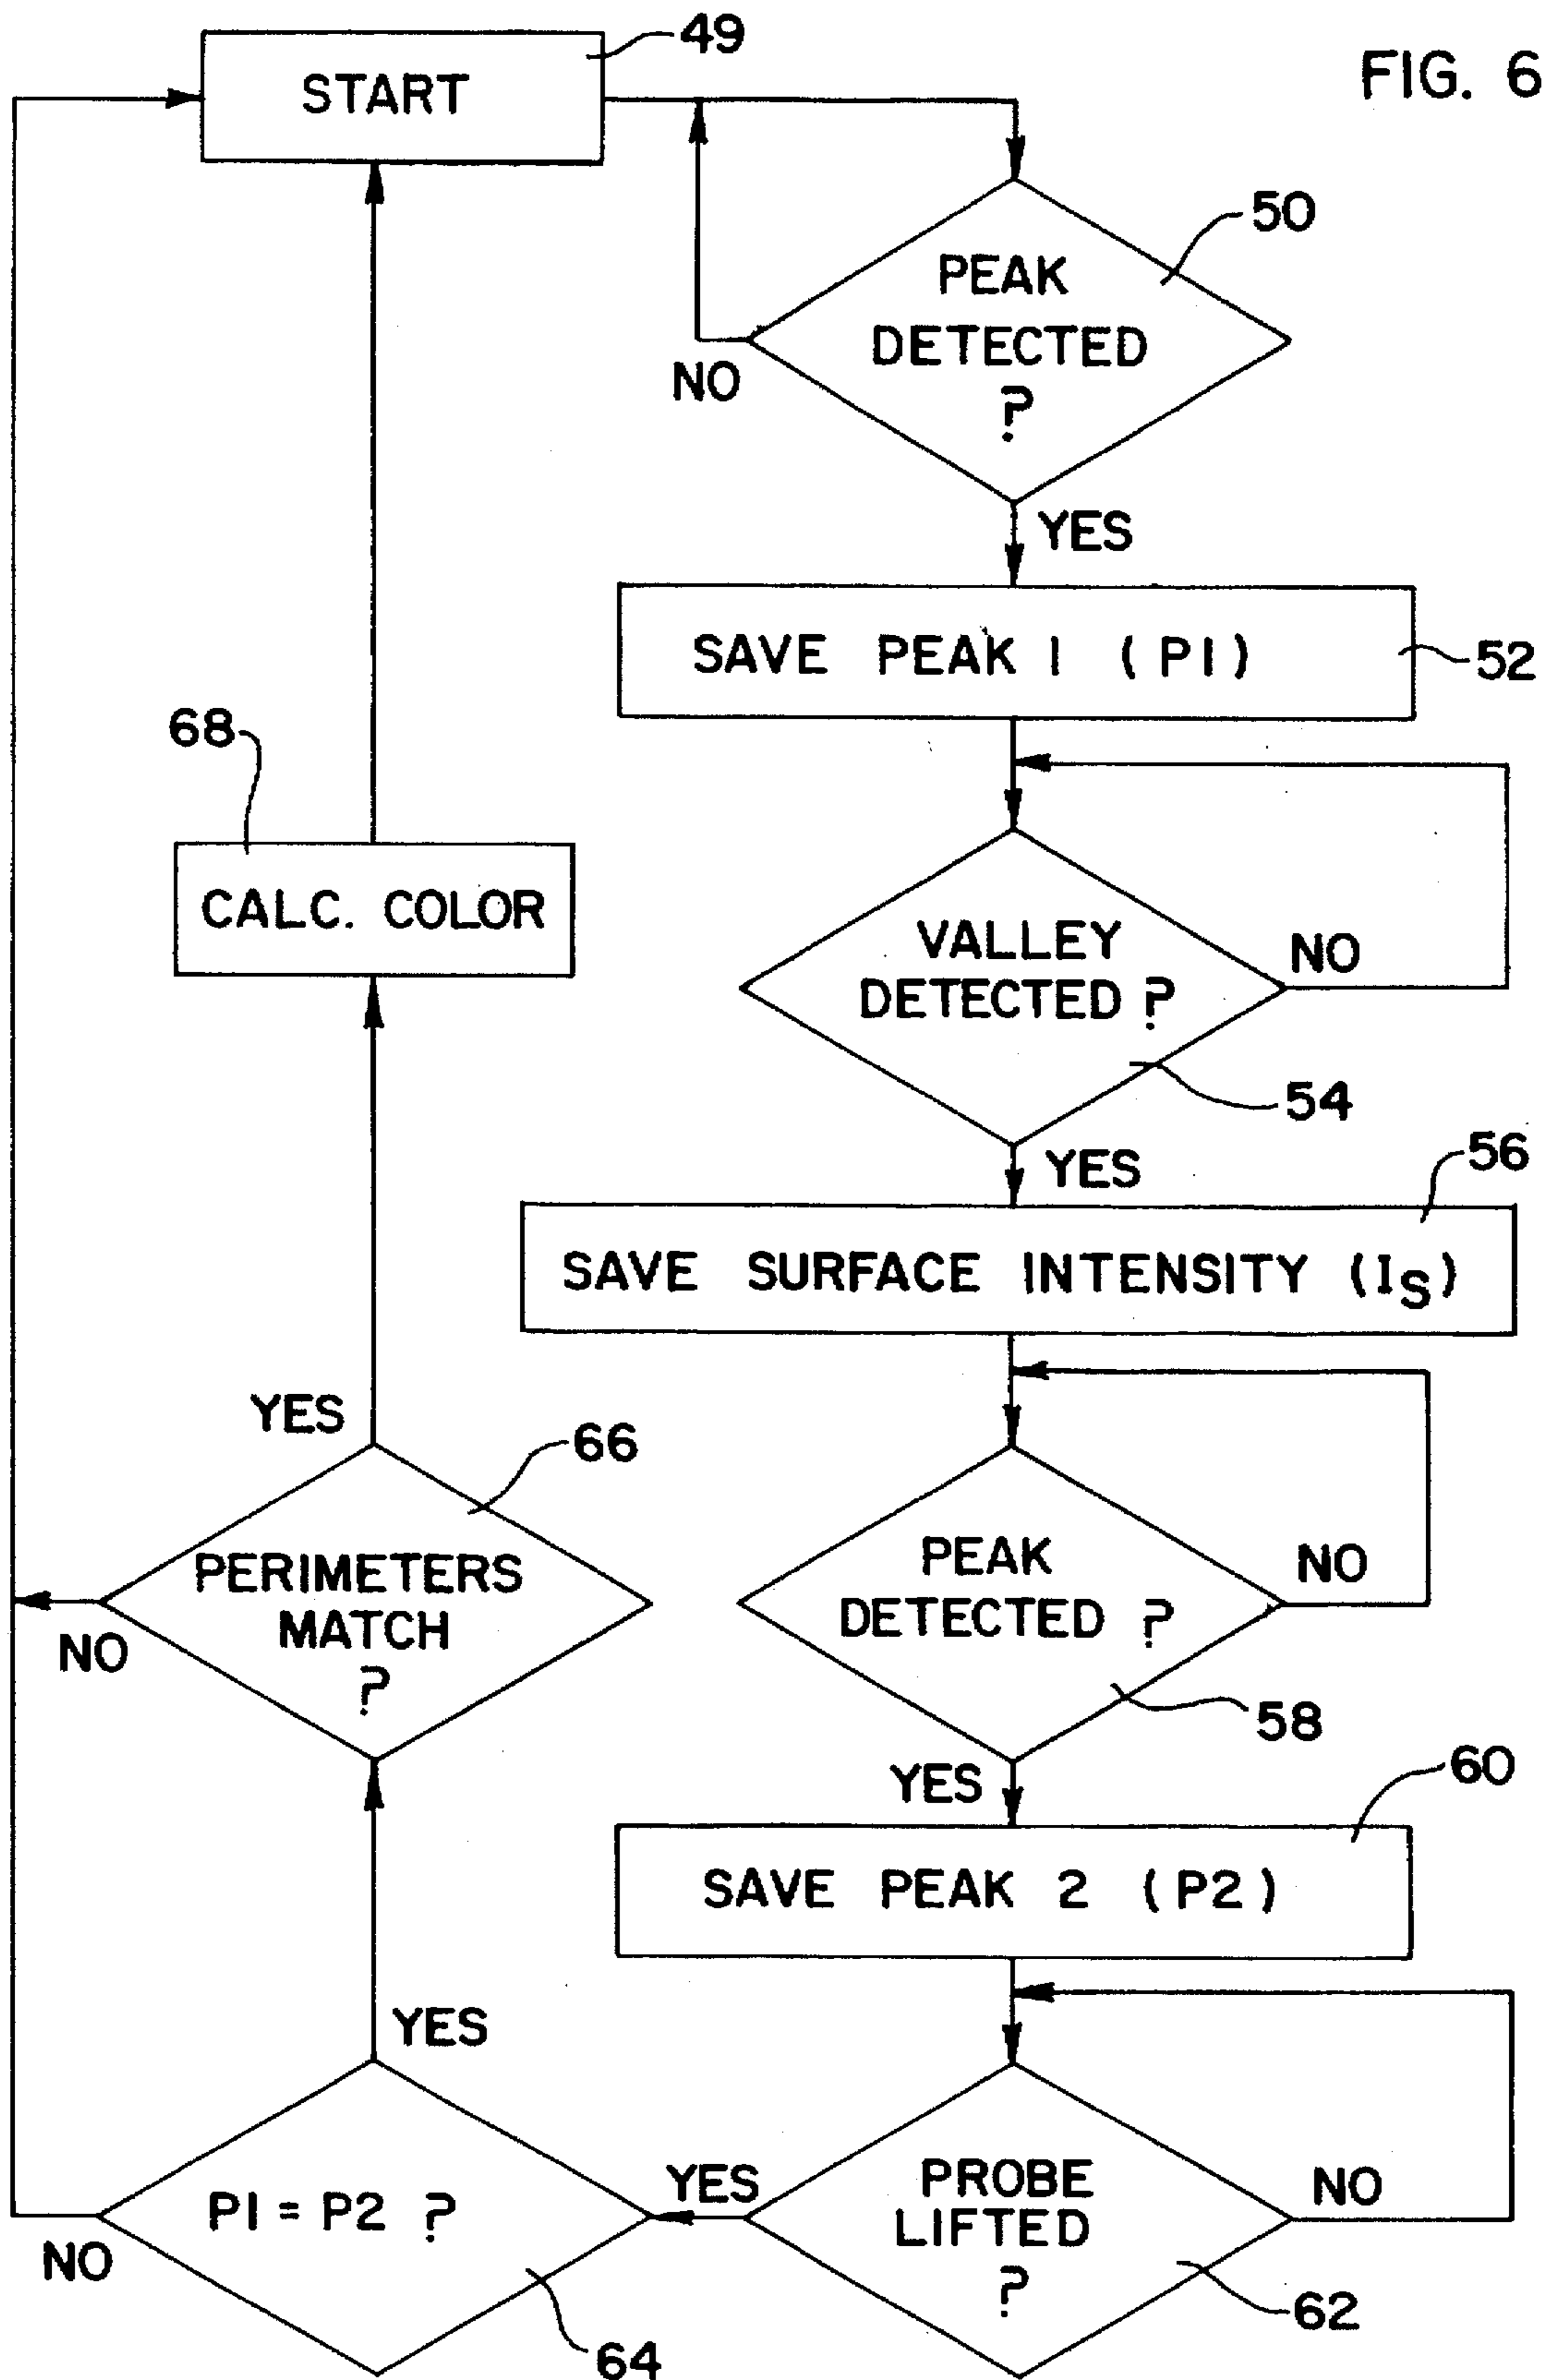 FIG. 6
49
START
50
PEAK
DETECTED
?
NO
YES
SAVE PEAK 1 (P1)
52
68
CALC. COLOR
VALLEY
DETECTED ?
NO
54
YES
56
SAVE SURFACE INTENSITY (IS)
YES
66
PERIMETERS
MATCH
?
NO
PEAK
DETECTED ?
NO
58
YES
60
SAVE PEAK 2 (P2)
YES
P1 = P2 ?
NO
64
YES
PROBE
LIFTED
?
NO
62